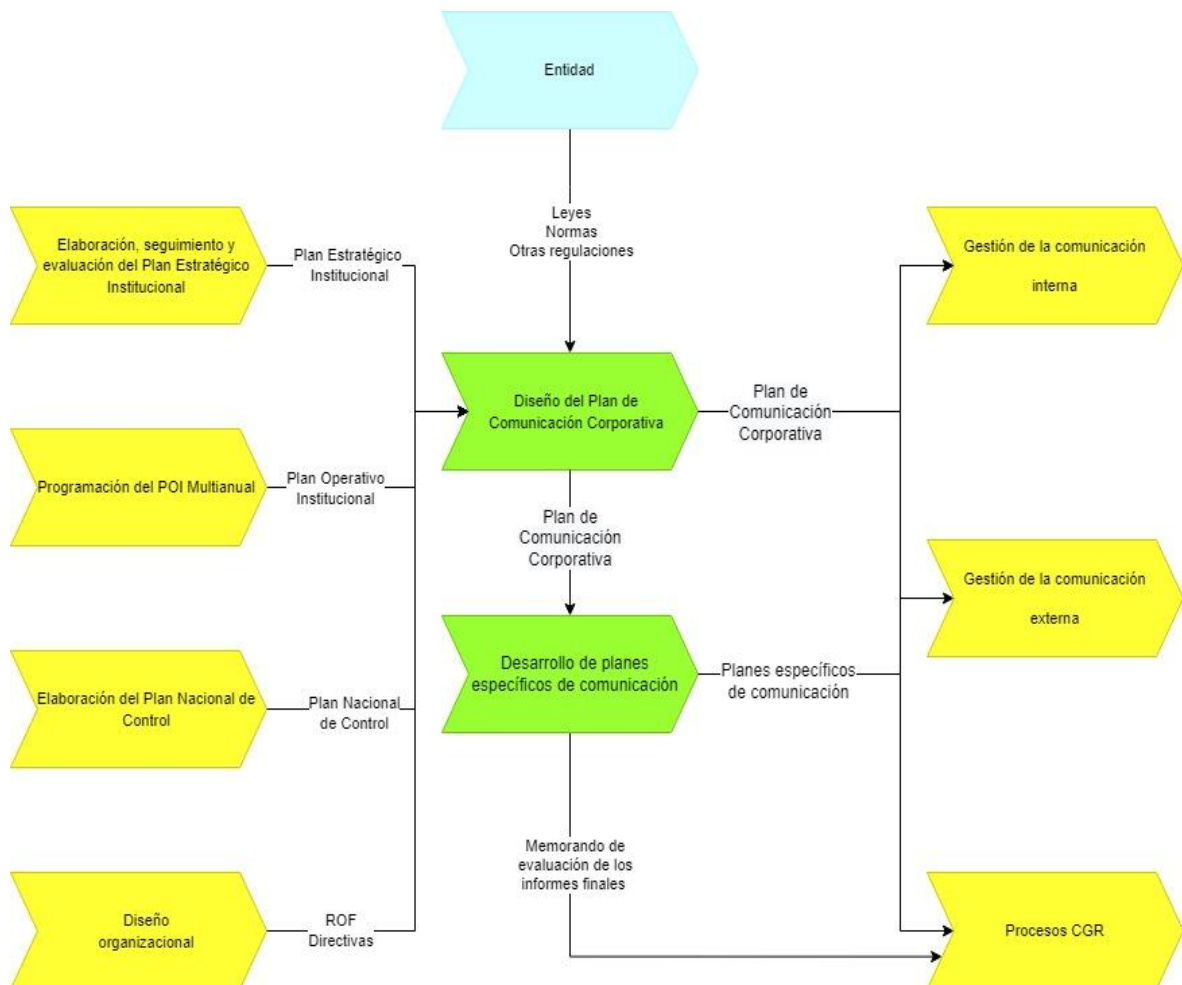 Entidad
Leyes
Normas
Otras regulaciones
Elaboración, seguimiento y
evaluación del Plan Estratégico
Institucional
Plan Estratégico
Institucional
Gestión de la comunicación
interna
Diseño del Plan de
Comunicación Corporativa
Plan de
Comunicación
Corporativa
Programación del POI Multianual
Plan Operativo
Institucional
Plan de
Comunicación
Corporativa
Gestión de la comunicación
externa
Elaboración del Plan Nacional de
Control
Plan Nacional
de Control
Desarrollo de planes
específicos de comunicación
Planes específicos
de comunicación
Memorando de
evaluación de los
informes finales
Diseño
organizacional
ROF
Directivas
Procesos CGR